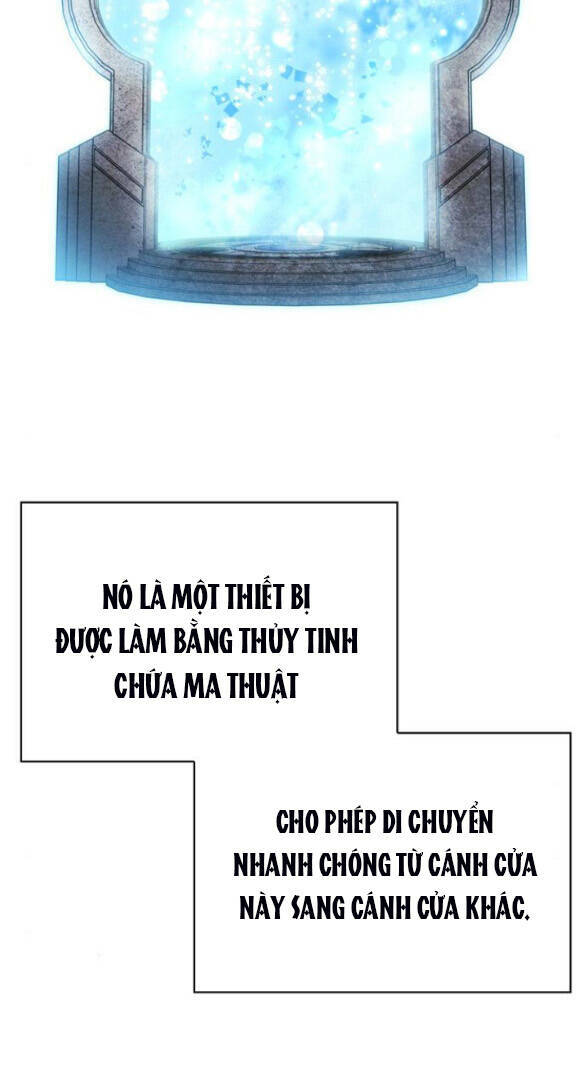 NÓ LÀ MỘT THIẾT BỊ
ĐƯỢC LÀM BẰNG THỦY TINH
CHỨA MA THUẬT
CHO PHÉP DI CHUYỂN
NHANH CHÓNG TỪ CÁNH CỬA
NÀY SANG CÁNH CỬA KHÁC.